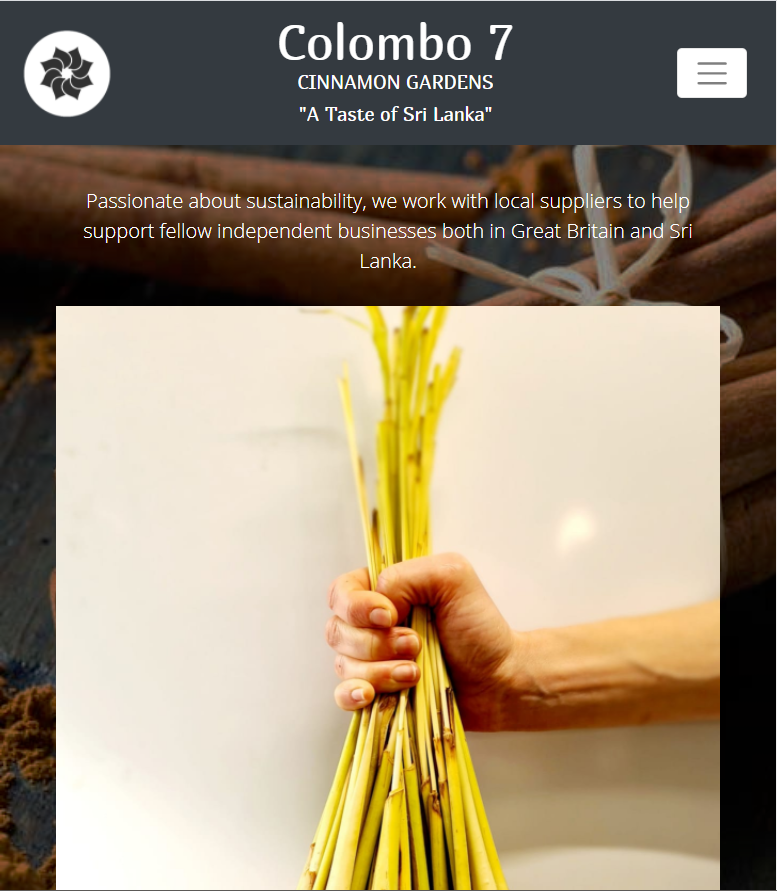 Colombo 7
CINNAMON GARDENS
"A Taste of Sri Lanka"
Passionate about sustainability, we work with local suppliers to help
support fellow independent businesses both in Great Britain and Sri
Lanka.